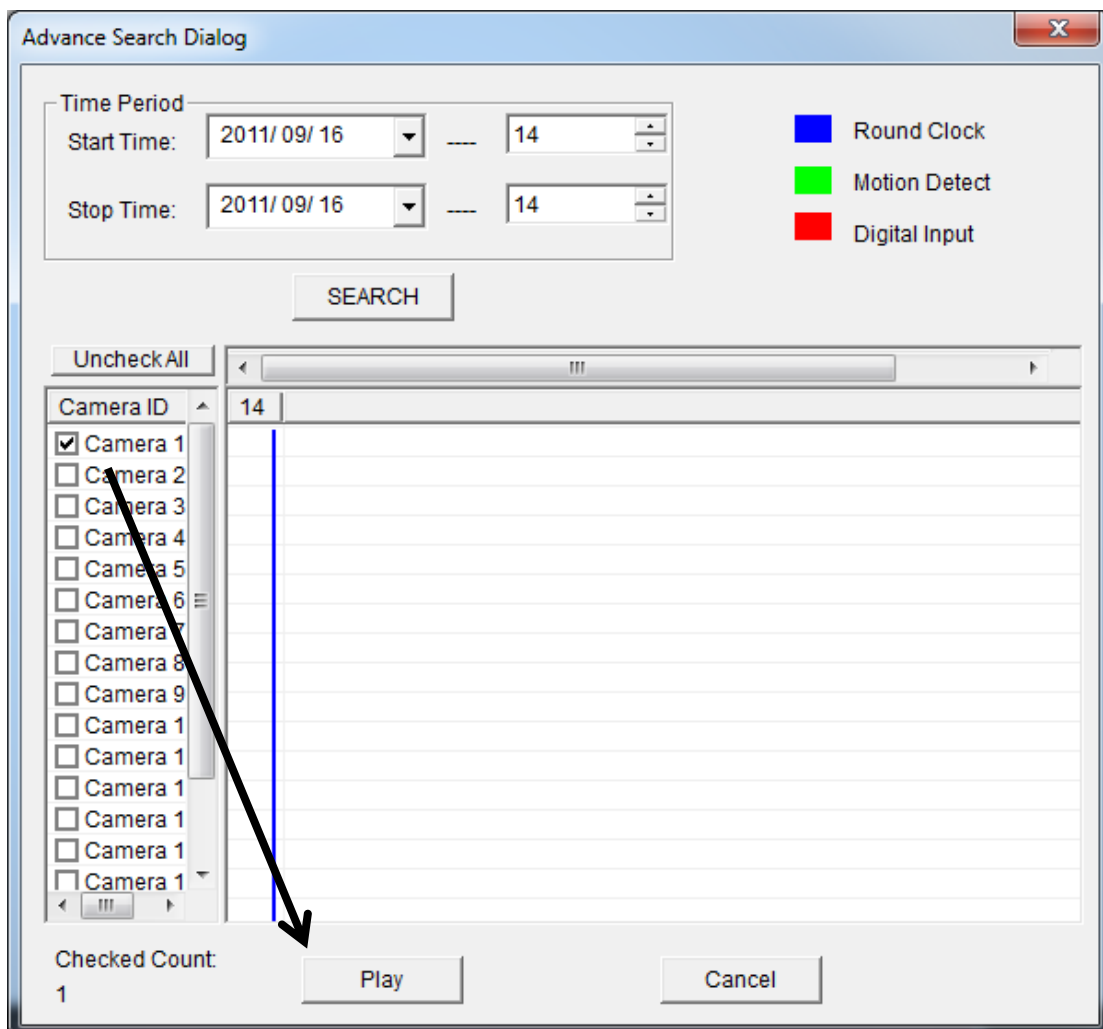 Advance Search Dialog
Time Period
Start Time: 2011/ 09/ 16 ---- 14
Stop Time: 2011/ 09/ 16 ---- 14
Round Clock
Motion Detect
Digital Input
SEARCH
Uncheck All
Camera ID
14
Camera 1
Camera 2
Camera 3
Camera 4
Camera 5
Camera 6
Camera 7
Camera 8
Camera 9
Camera 1
Camera 1
Camera 1
Camera 1
Camera 1
Camera 1
Checked Count:
1
Play
Cancel